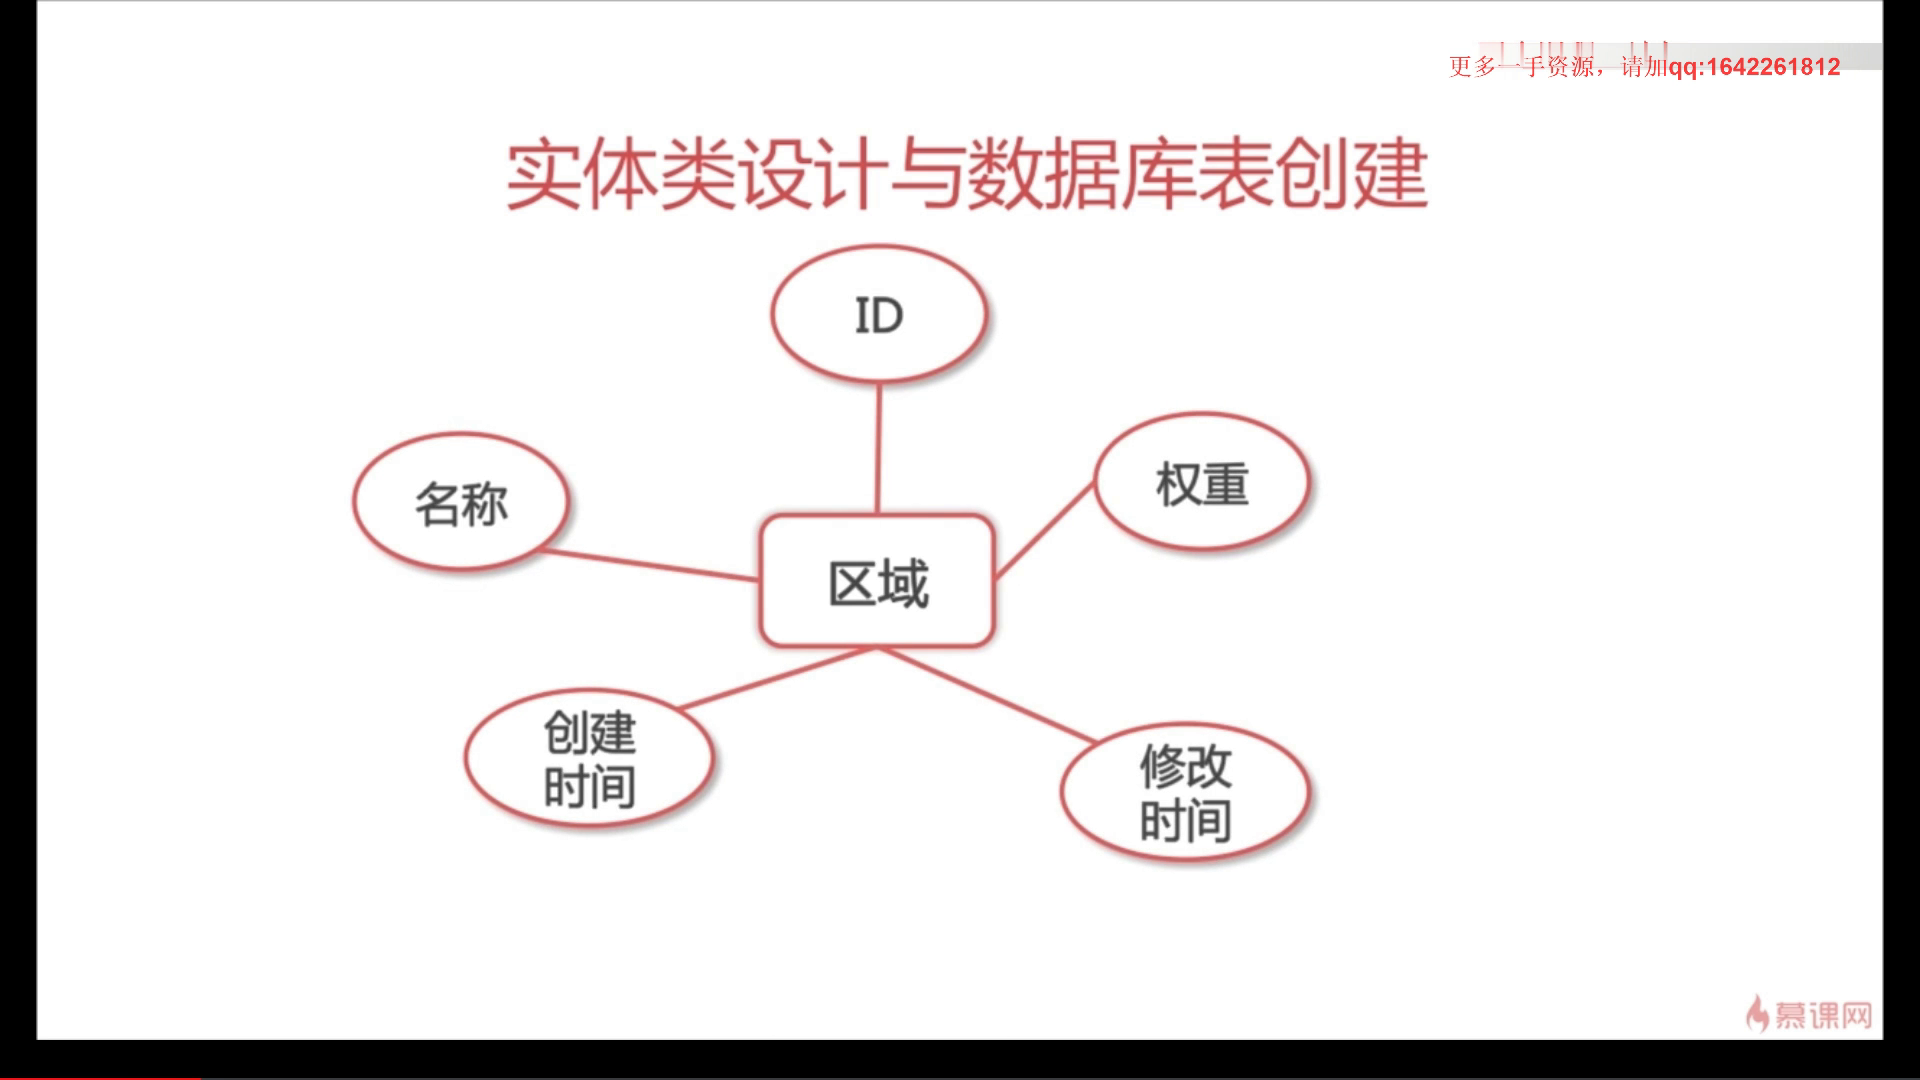 更多一手资源，请加qq:1642261812
实体类设计与数据库表创建
ID
权重
名称
区域
创建
时间
修改
时间
慕课网